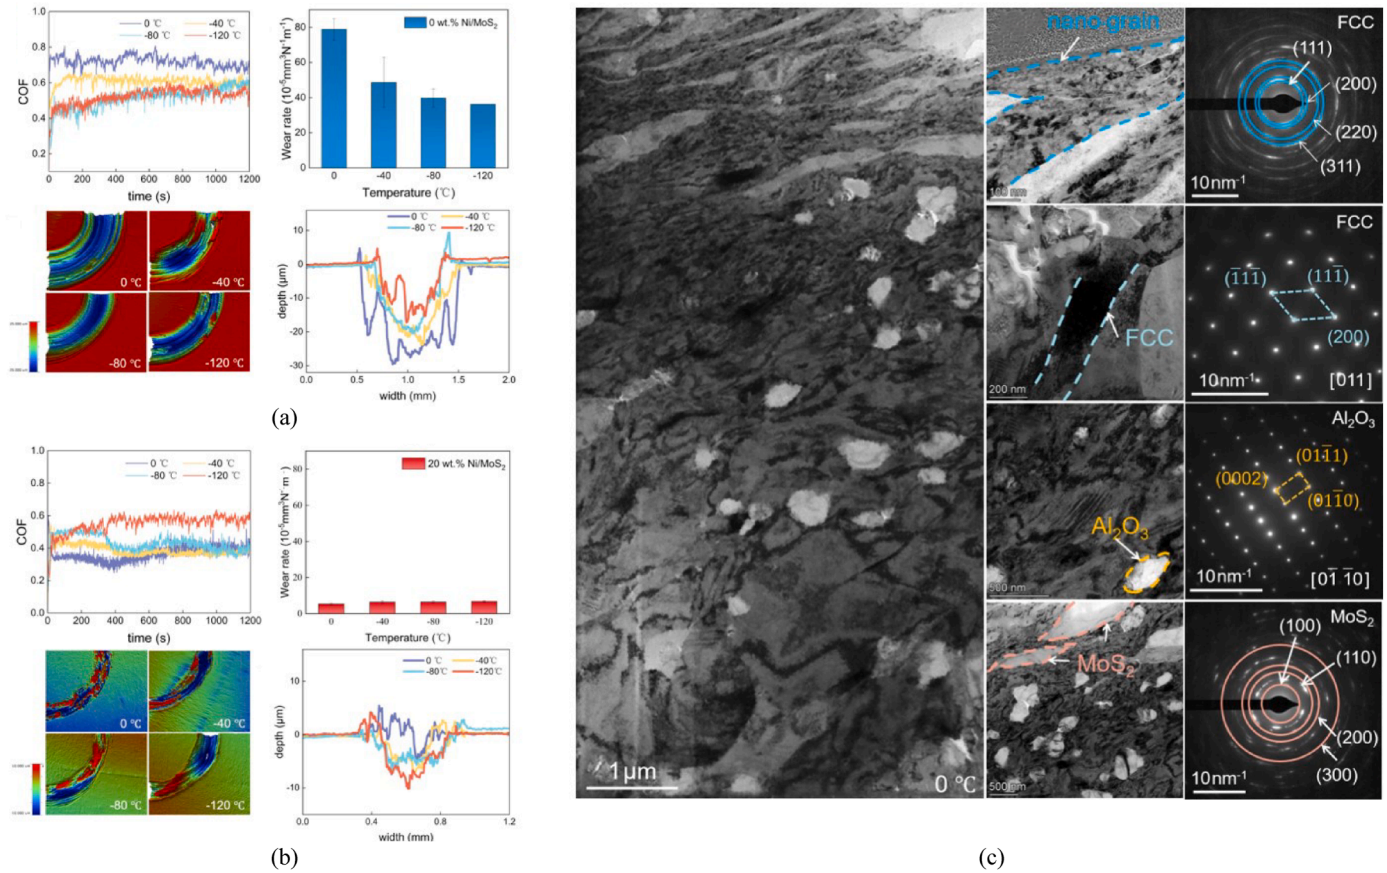 0 ℃ -40 ℃
-80 ℃ -120 ℃
COF
1.0
0.8
0.6
0.4
0.2
0 200 400 600 800 1000 1200
time (s)
0 wt.% Ni/MoS2
Wear rate (10-5mm3N-1m-1)
100
80
60
40
20
0
0 -40 -80 -120
Temperature (℃)
0 ℃
-40 ℃
-80 ℃
-120 ℃
0 ℃ -40 ℃
-80 ℃ -120 ℃
depth (μm)
10
0
-10
-20
-30
0.0 0.5 1.0 1.5 2.0
width (mm)
(a)
0 ℃ -40 ℃
-80 ℃ -120 ℃
COF
1.0
0.8
0.6
0.4
0.2
0.0
0 200 400 600 800 1000 1200
time (s)
20 wt.% Ni/MoS2
Wear rate (10-5mm3N- m-)
80
60
40
20
0
0 -40 -80 -120
Temperature (℃)
0 ℃
-40 ℃
-80 ℃
-120 ℃
0 ℃ -40℃
-80℃ -120℃
depth (μm)
10
0
-10
0.0 0.4 0.8 1.2
width (mm)
(b)
1μm
0 ℃
nano grain
100 nm
FCC
(111)
(200)
(220)
(311)
10nm-1
FCC
200 nm
FCC
(1̅11̅)
(111̅)
(200)
10nm-1
[011]
Al2O3
500 nm
Al2O3
(011̅1)
(0002)
(011̅0)
10nm-1
[01̅ 1̅0]
MoS2
500 nm
MoS2
(100)
(110)
(200)
(300)
10nm-1
(c)